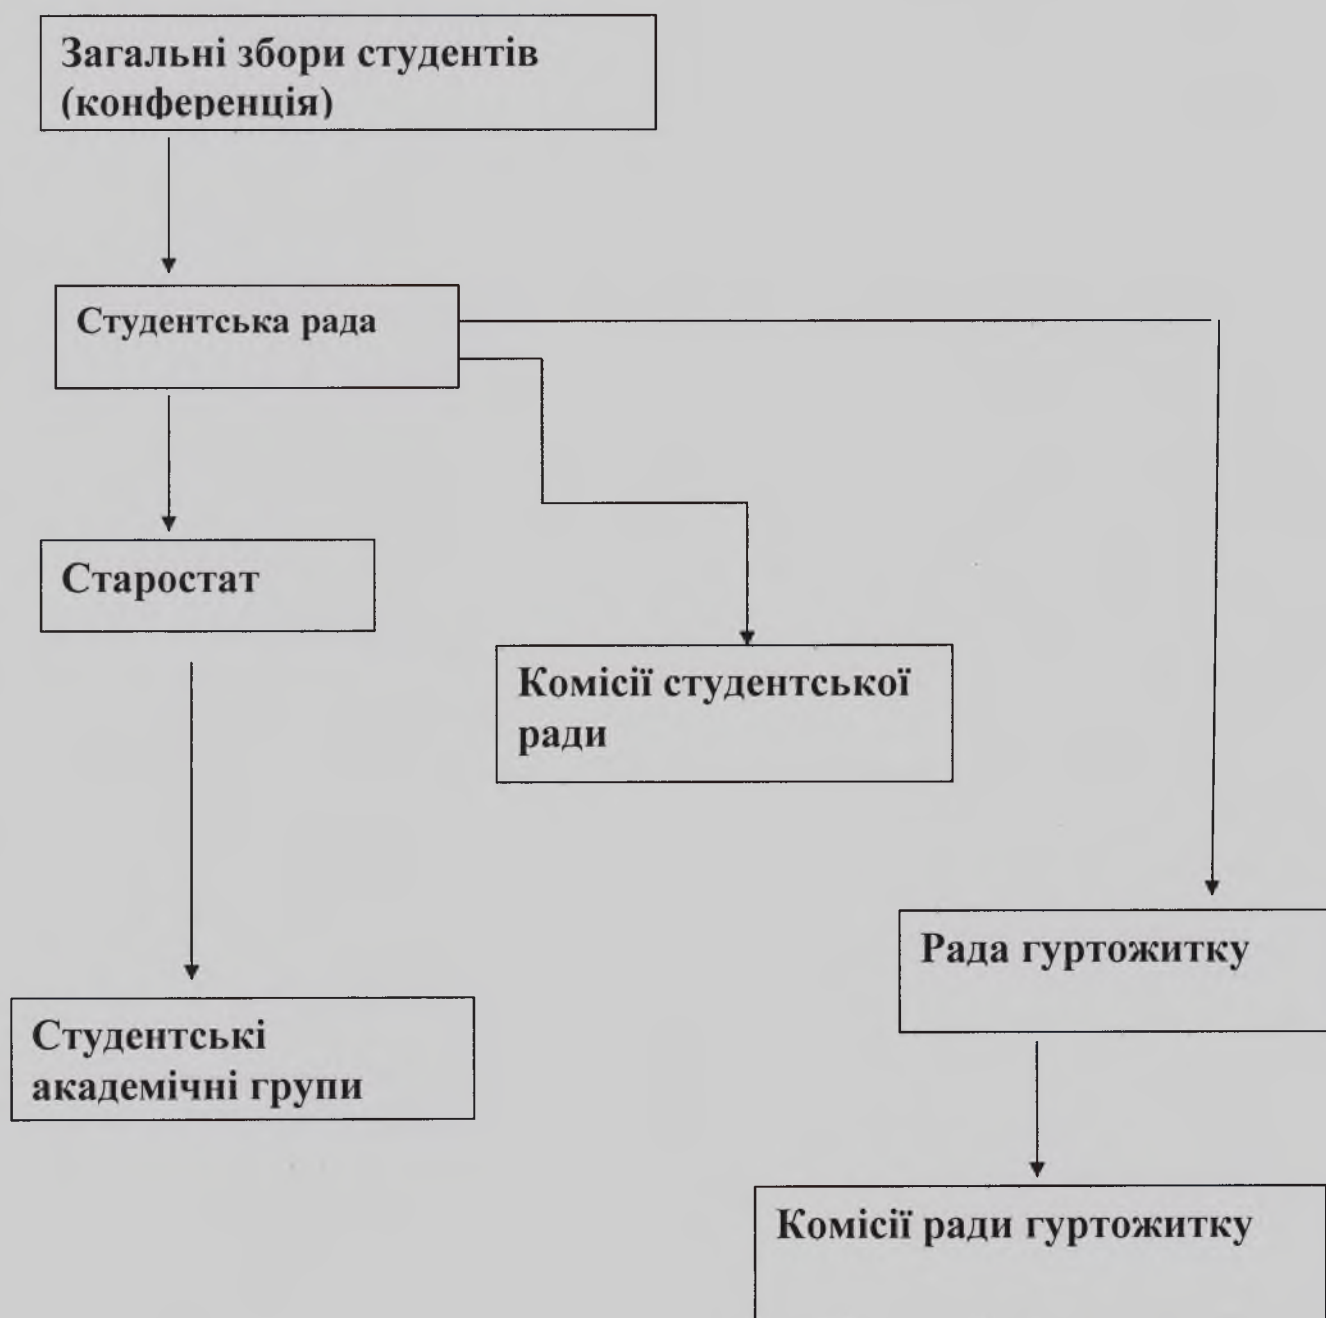 Загальні збори студентів
(конференція)
Студентська рада
Старостат
Комісії студентської
ради
Рада гуртожитку
Студентські
академічні групи
Комісії ради гуртожитку